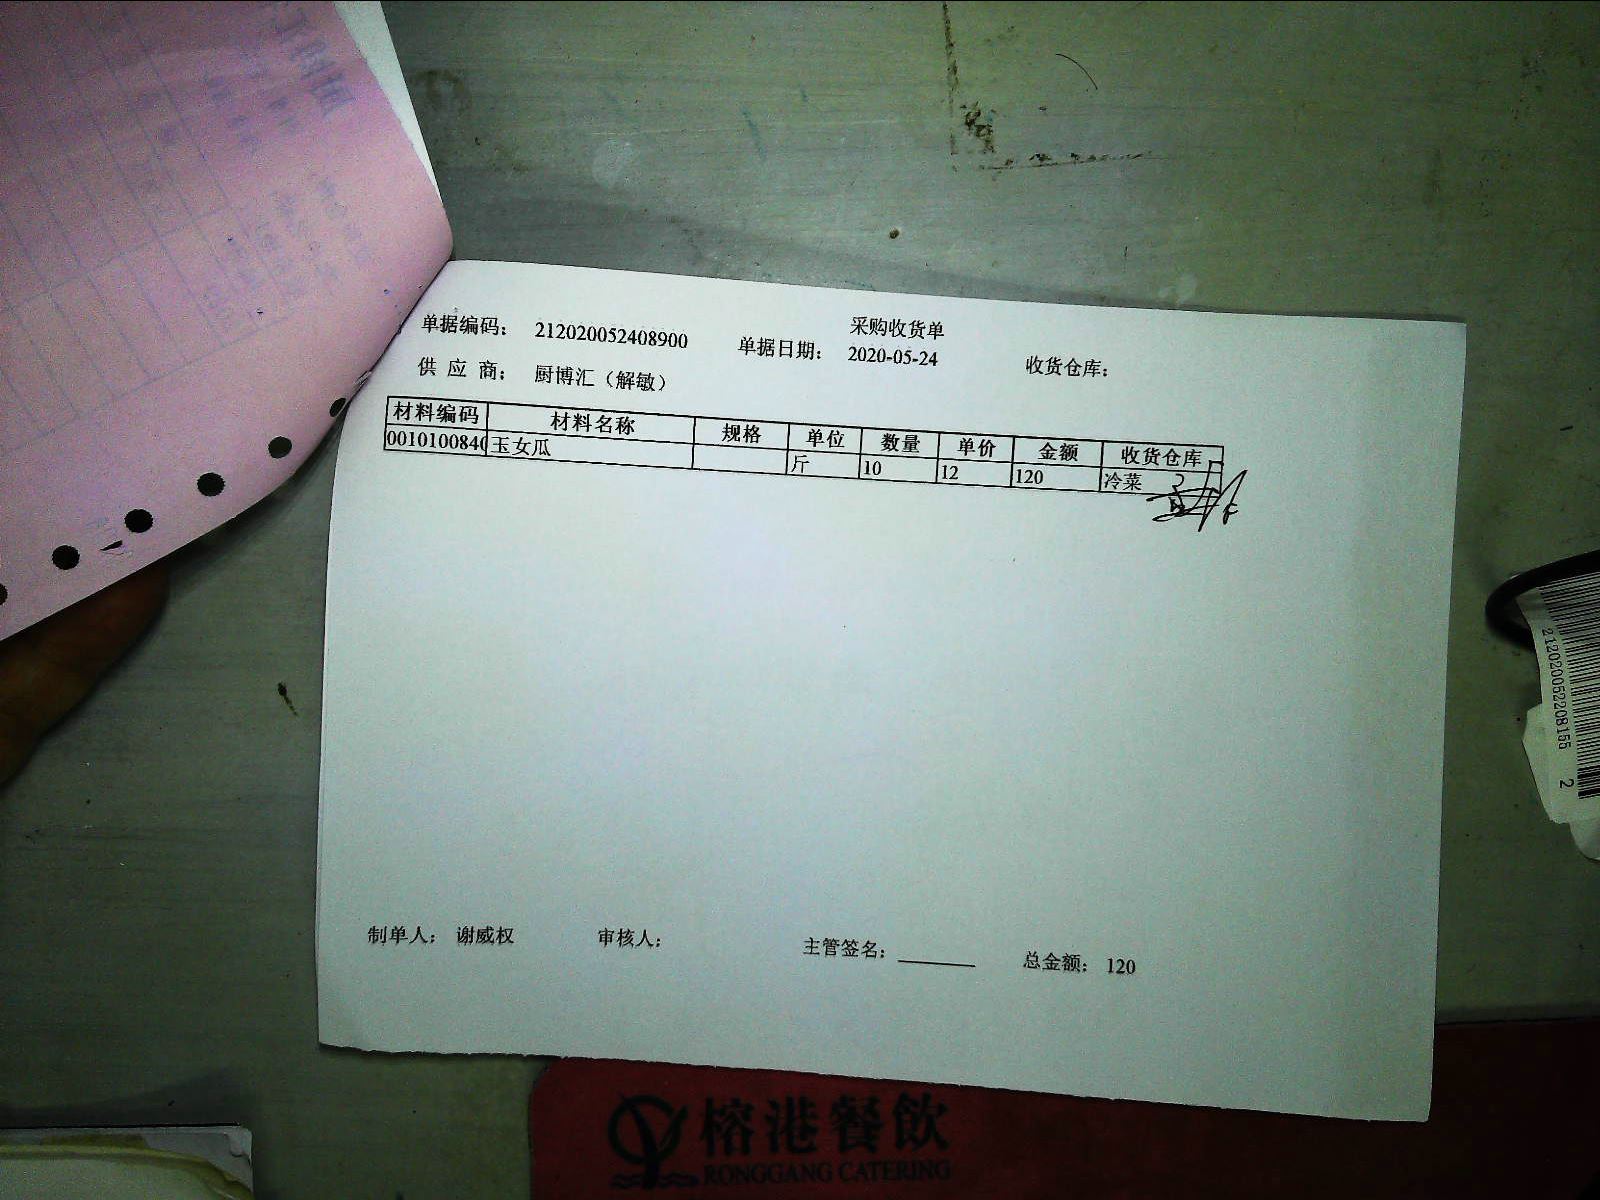 采购收货单
单据编码： 212020052408900 单据日期： 2020-05-24 收货仓库：
供 应 商： 厨博汇（解敏）
材料编码 材料名称 规格 单位 数量 单价 金额 收货仓库
0010100840 玉女瓜 斤 10 12 120 冷菜
制单人： 谢威权 审核人： 主管签名： 总金额： 120
212020052208155 2
榕港餐飲
RONGGANG CATERING